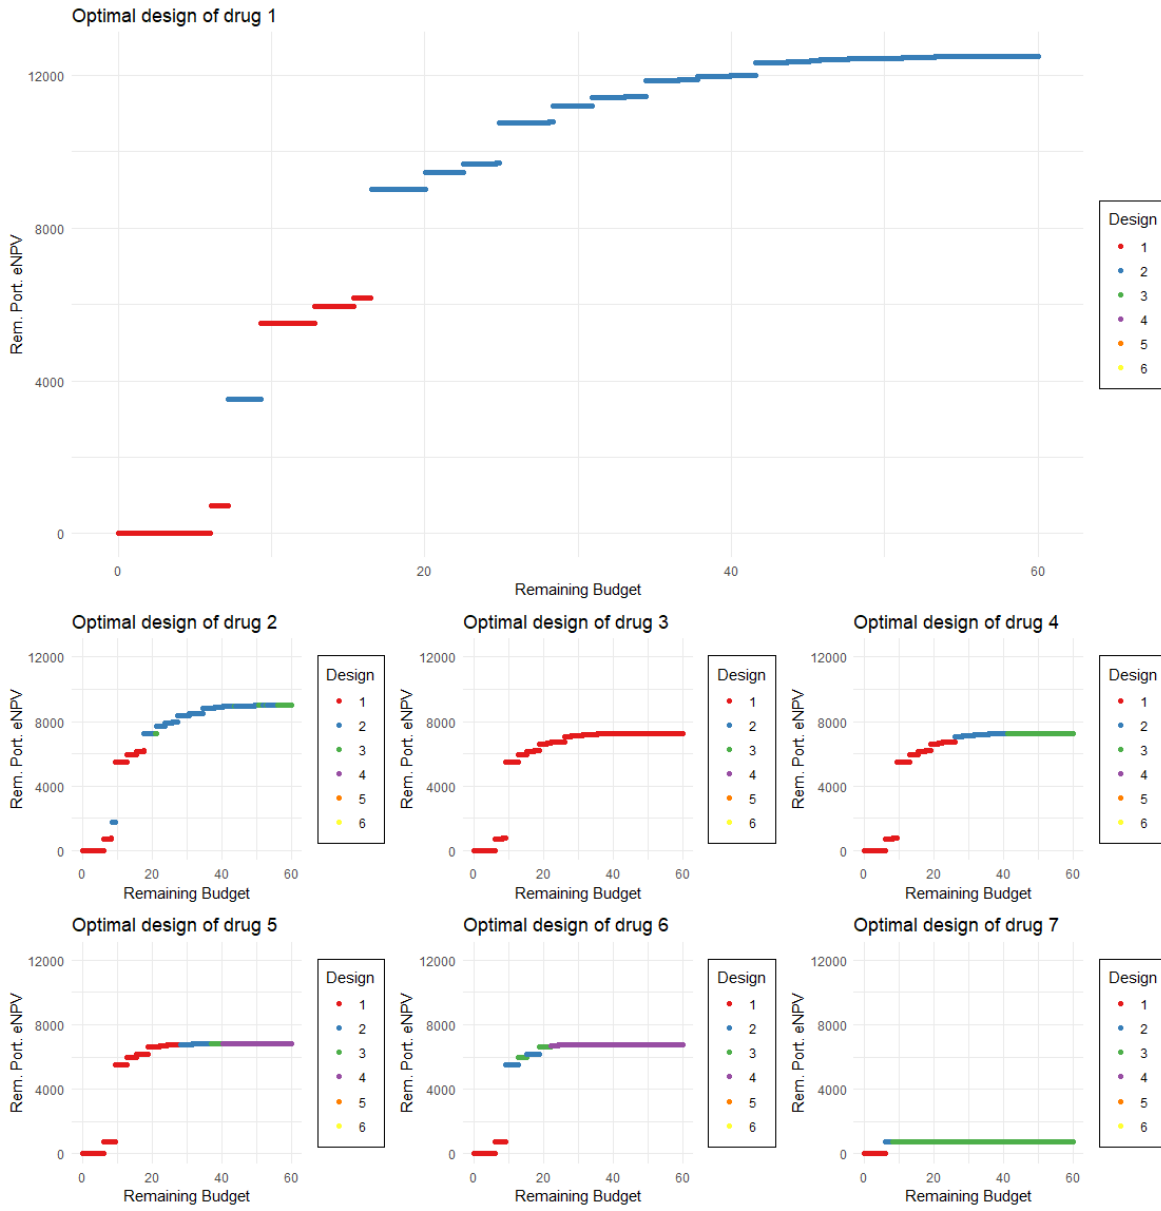 Optimal design of drug 1
Rem. Port. eNPV
12000
8000
4000
0
0 20 40 60
Remaining Budget
Design
1
2
3
4
5
6
Optimal design of drug 2
Rem. Port. eNPV
12000
8000
4000
0
0 20 40 60
Remaining Budget
Design
1
2
3
4
5
6
Optimal design of drug 3
Rem. Port. eNPV
12000
8000
4000
0
0 20 40 60
Remaining Budget
Design
1
2
3
4
5
6
Optimal design of drug 4
Rem. Port. eNPV
12000
8000
4000
0
0 20 40 60
Remaining Budget
Design
1
2
3
4
5
6
Optimal design of drug 5
Rem. Port. eNPV
12000
8000
4000
0
0 20 40 60
Remaining Budget
Design
1
2
3
4
5
6
Optimal design of drug 6
Rem. Port. eNPV
12000
8000
4000
0
0 20 40 60
Remaining Budget
Design
1
2
3
4
5
6
Optimal design of drug 7
Rem. Port. eNPV
12000
8000
4000
0
0 20 40 60
Remaining Budget
Design
1
2
3
4
5
6